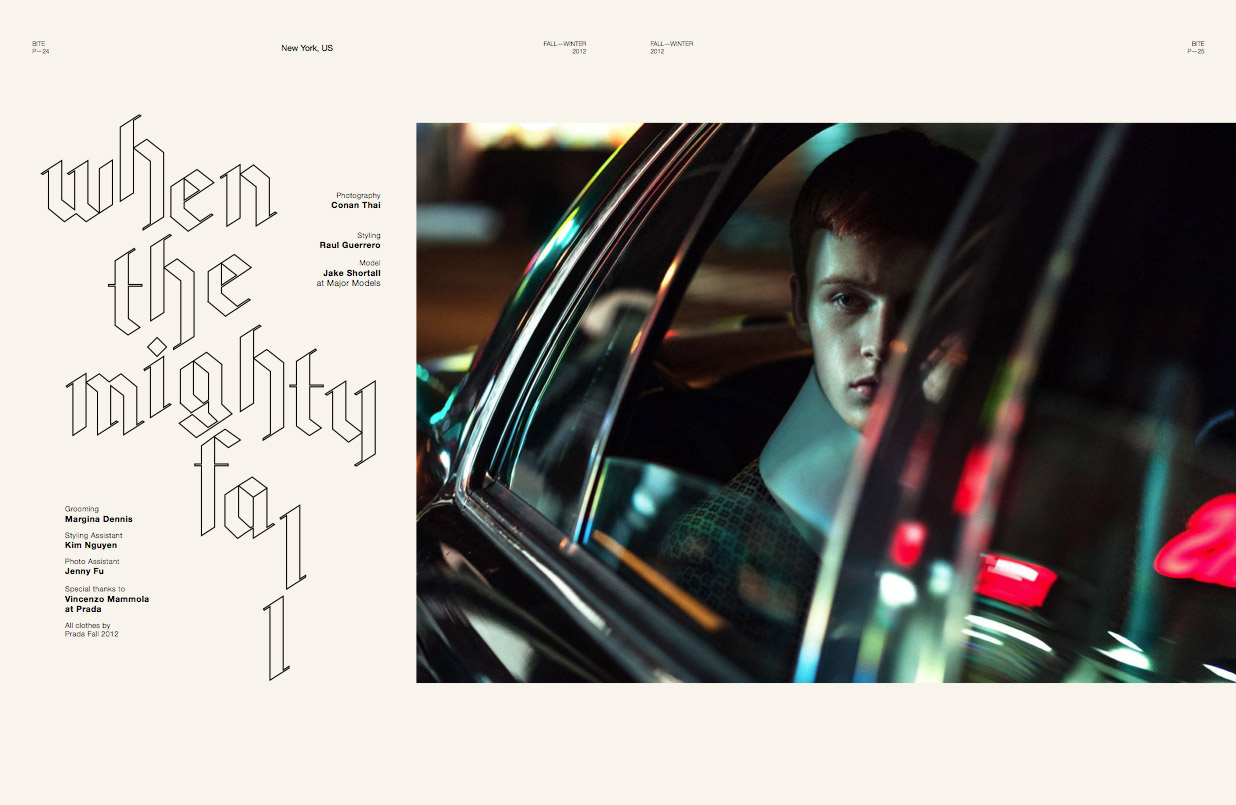 BITE
P—24
New York, US
FALL—WINTER
2012
FALL—WINTER
2012
BITE
P—25
when
the
mighty
fal
l
Photography
Conan Thai
Styling
Raul Guerrero
Model
Jake Shortall
at Major Models
Grooming
Margina Dennis
Styling Assistant
Kim Nguyen
Photo Assistant
Jenny Fu
Special thanks to
Vincenzo Mammola
at Prada
All clothes by
Prada Fall 2012